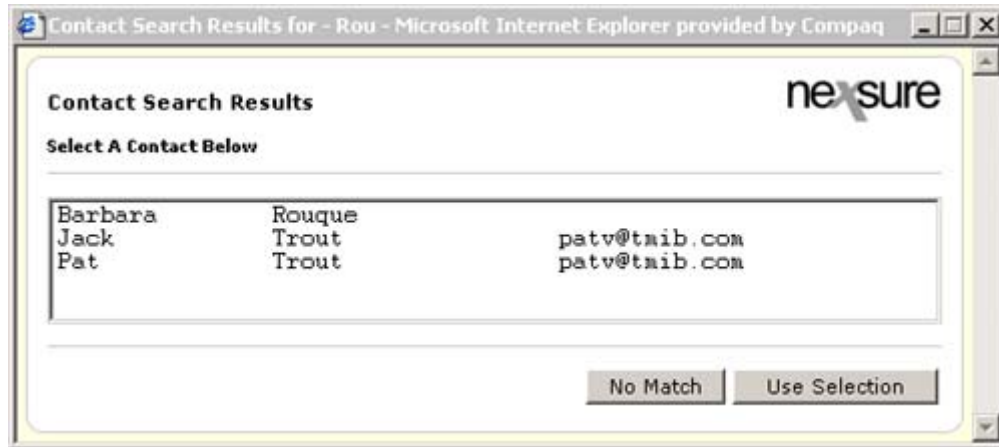 Contact Search Results for - Rou - Microsoft Internet Explorer provided by Compaq
Contact Search Results
nexsure
Select A Contact Below
Barbara Rouque
Jack Trout patv@tmib.com
Pat Trout patv@tmib.com
No Match Use Selection